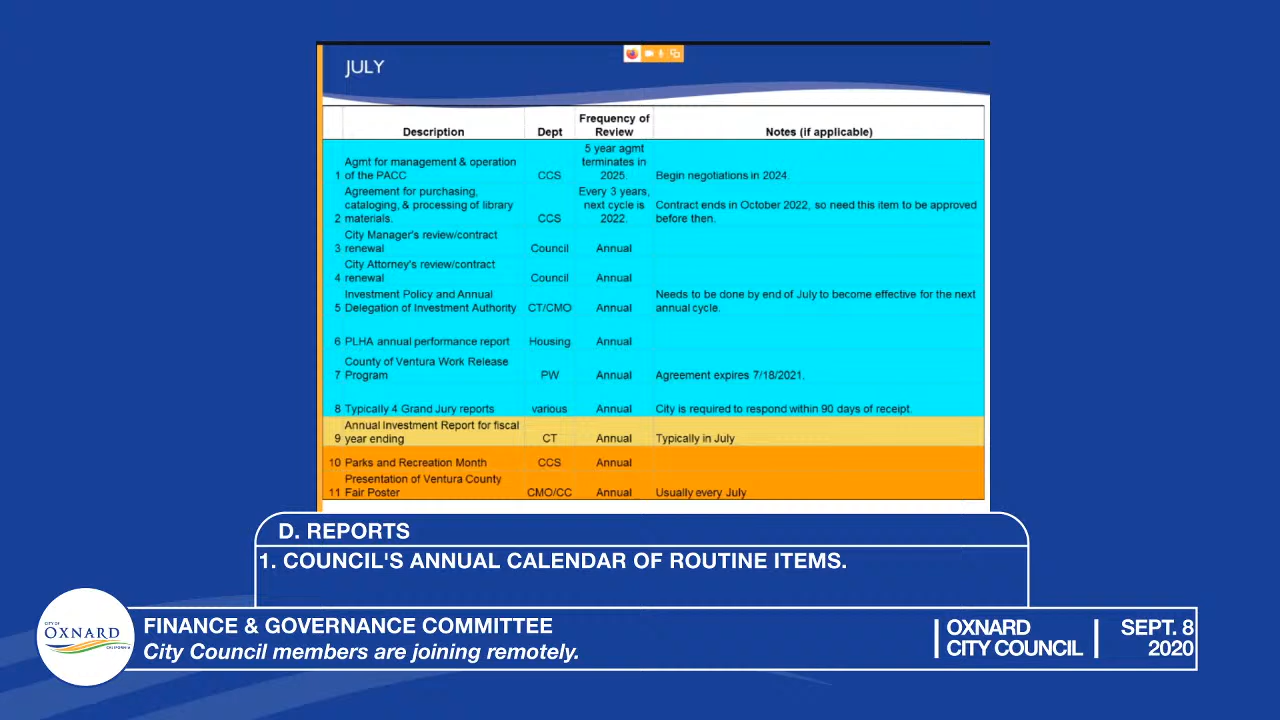 JULY
Description Dept Frequency of Review Notes (if applicable)
1 Agmt for management & operation of the PACC CCS 5 year agmt terminates in 2025. Begin negotiations in 2024.
2 Agreement for purchasing, cataloging, & processing of library materials. CCS Every 3 years, next cycle is 2022. Contract ends in October 2022, so need this item to be approved before then.
3 City Manager's review/contract renewal Council Annual
4 City Attorney's review/contract renewal Council Annual
5 Investment Policy and Annual Delegation of Investment Authority CT/CMO Annual Needs to be done by end of July to become effective for the next annual cycle.
6 PLHA annual performance report Housing Annual
7 County of Ventura Work Release Program PW Annual Agreement expires 7/18/2021.
8 Typically 4 Grand Jury reports various Annual City is required to respond within 90 days of receipt.
9 Annual Investment Report for fiscal year ending CT Annual Typically in July
10 Parks and Recreation Month CCS Annual
11 Presentation of Ventura County Fair Poster CMO/CC Annual Usually every July
D. REPORTS
1. COUNCIL'S ANNUAL CALENDAR OF ROUTINE ITEMS.
CITY OF
OXNARD
CALIFORNIA
FINANCE & GOVERNANCE COMMITTEE
City Council members are joining remotely.
OXNARD
CITY COUNCIL
SEPT. 8
2020